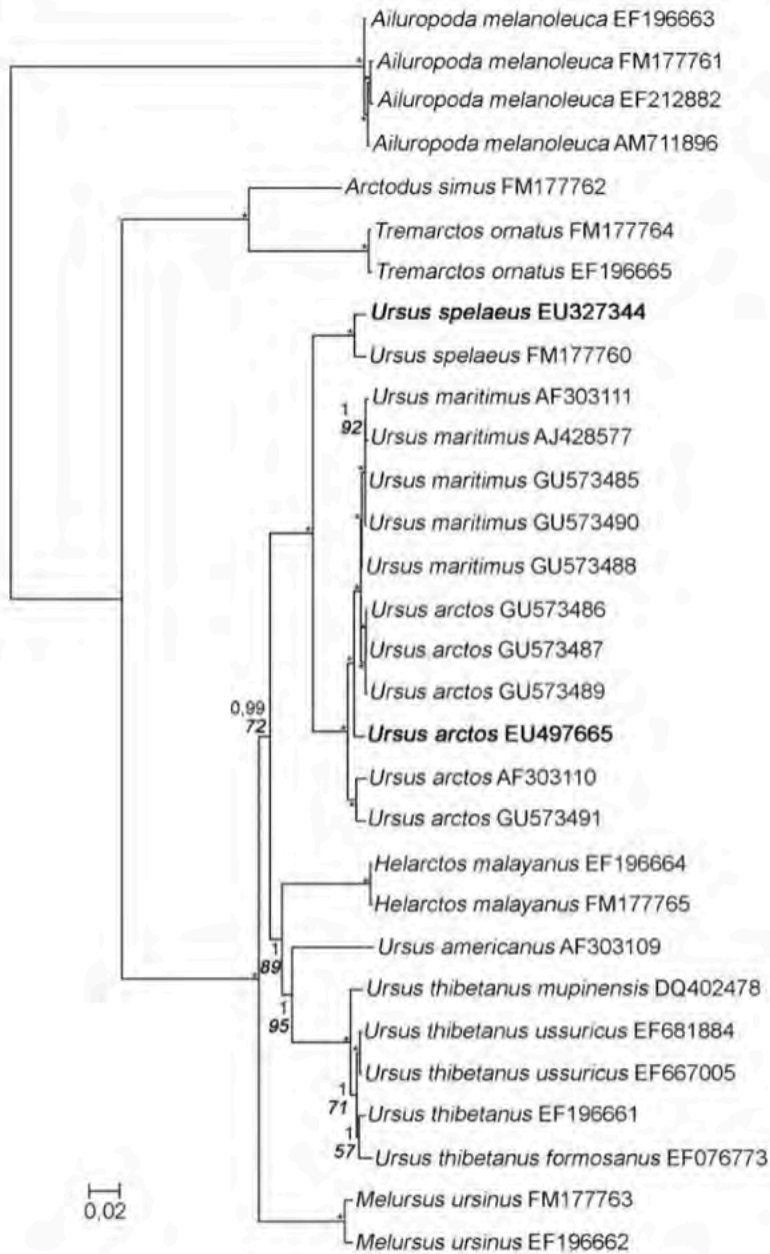 Ailuropoda melanoleuca EF196663
Ailuropoda melanoleuca FM177761
Ailuropoda melanoleuca EF212882
Ailuropoda melanoleuca AM711896
Arctodus simus FM177762
Tremarctos ornatus FM177764
Tremarctos ornatus EF196665
Ursus spelaeus EU327344
Ursus spelaeus FM177760
Ursus maritimus AF303111
1
92
Ursus maritimus AJ428577
Ursus maritimus GU573485
Ursus maritimus GU573490
Ursus maritimus GU573488
Ursus arctos GU573486
Ursus arctos GU573487
Ursus arctos GU573489
0,99
72
Ursus arctos EU497665
Ursus arctos AF303110
Ursus arctos GU573491
Helarctos malayanus EF196664
Helarctos malayanus FM177765
Ursus americanus AF303109
1
89
Ursus thibetanus mupinensis DQ402478
1
95
Ursus thibetanus ussuricus EF681884
Ursus thibetanus ussuricus EF667005
1
71
Ursus thibetanus EF196661
1
57
Ursus thibetanus formosanus EF076773
Melursus ursinus FM177763
0,02
Melursus ursinus EF196662